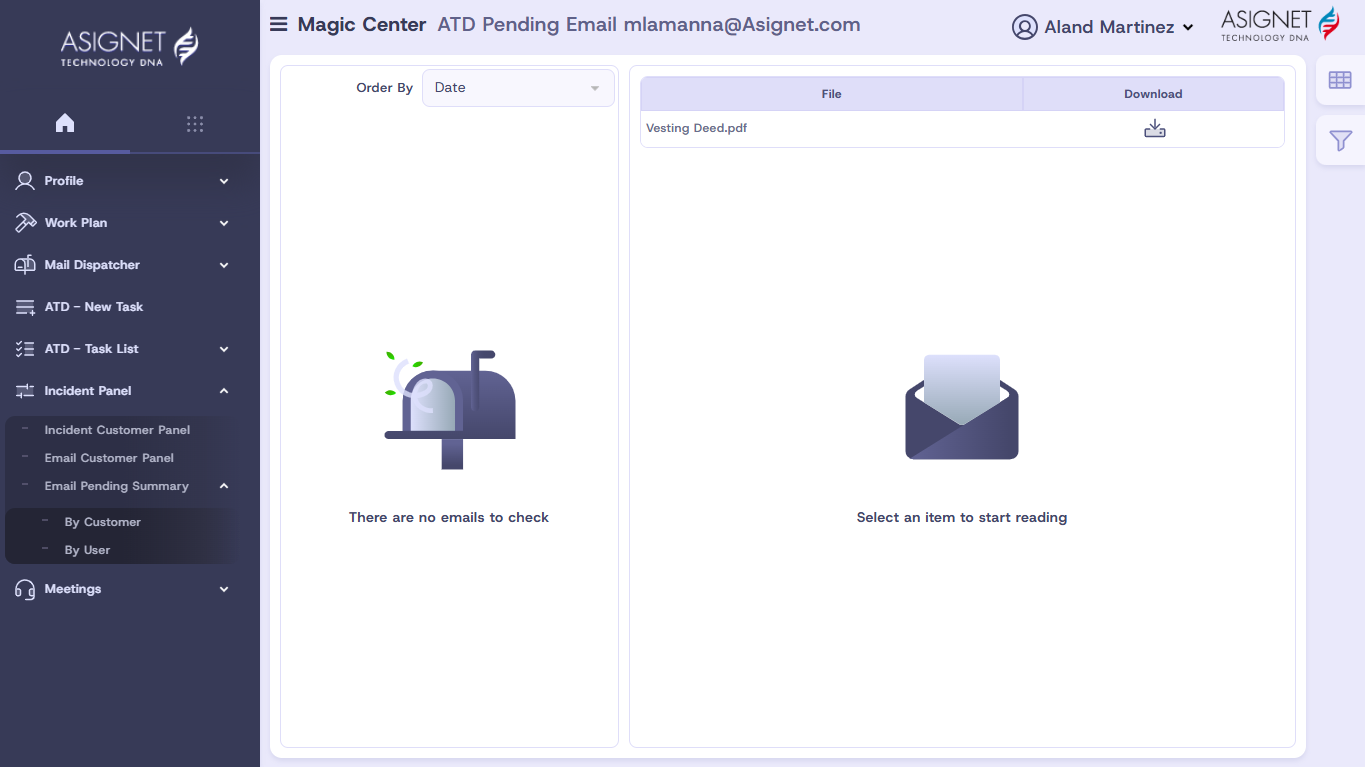 ASIGNET
TECHNOLOGY DNA
Profile
Work Plan
Mail Dispatcher
ATD - New Task
ATD - Task List
Incident Panel
Incident Customer Panel
Email Customer Panel
Email Pending Summary
By Customer
By User
Meetings
Magic Center ATD Pending Email mlamanna@Asignet.com
Aland Martinez
ASIGNET
TECHNOLOGY DNA
Order By Date
There are no emails to check
File Download
Vesting Deed.pdf
Select an item to start reading